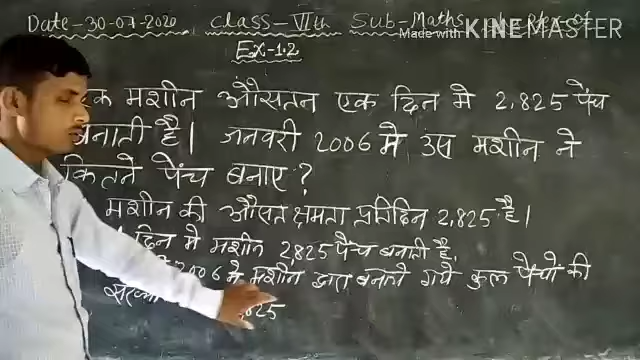 Date-30-07-2020, Class-VIth Sub-Maths
Made with KINEMASTER
Ex-1.2
मशीन औसतन एक दिन मे 2,825 पेंच
बनाती है। जनवरी 2006 मे उस मशीन ने
कितने पेंच बनाए?
मशीन की औसत क्षमता प्रतिदिन 2,825 है।
दिन मे मशीन 2,825 पेंच बनाती है,
2006 मे मशीन द्वारा बनाये गये कुल पेंचो की